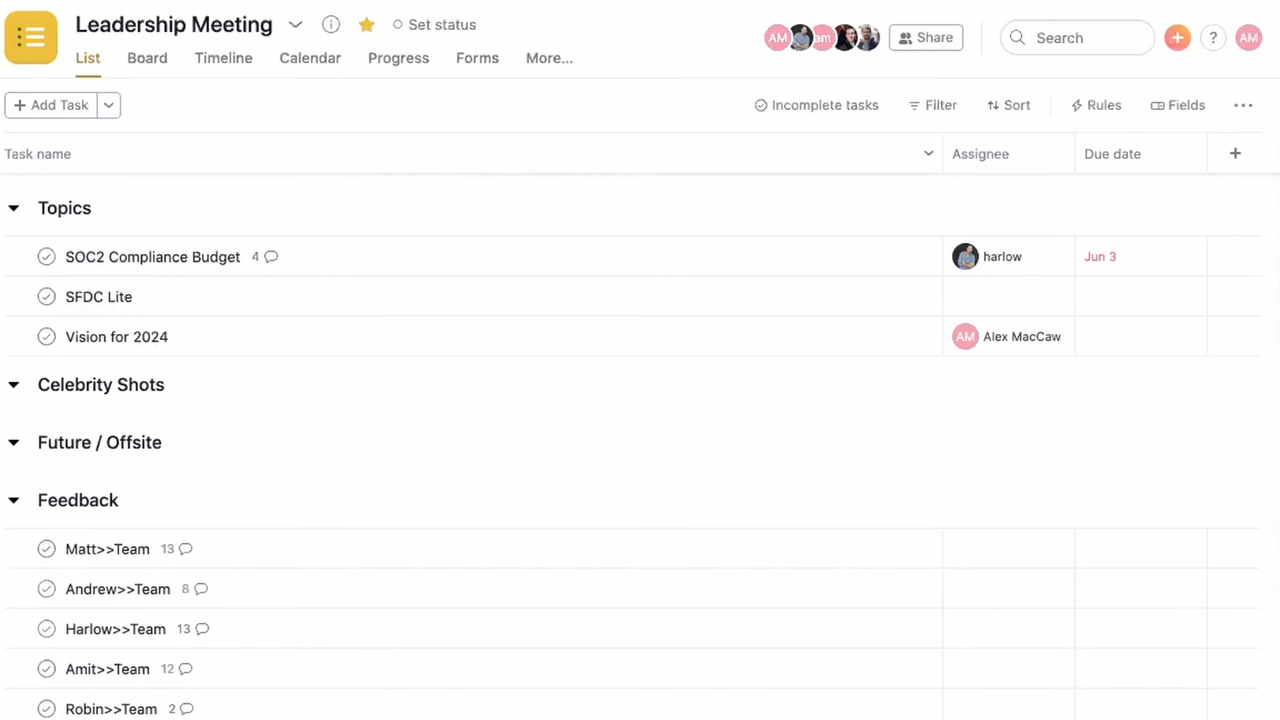 Leadership Meeting
Set status
AM
am
Share
Search
+
?
AM
List Board Timeline Calendar Progress Forms More...
+ Add Task
Incomplete tasks Filter Sort Rules Fields ...
Task name Assignee Due date +
Topics
SOC2 Compliance Budget 4 harlow Jun 3
SFDC Lite
Vision for 2024 AM Alex MacCaw
Celebrity Shots
Future / Offsite
Feedback
Matt>>Team 13
Andrew>>Team 8
Harlow>>Team 13
Amit>>Team 12
Robin>>Team 2